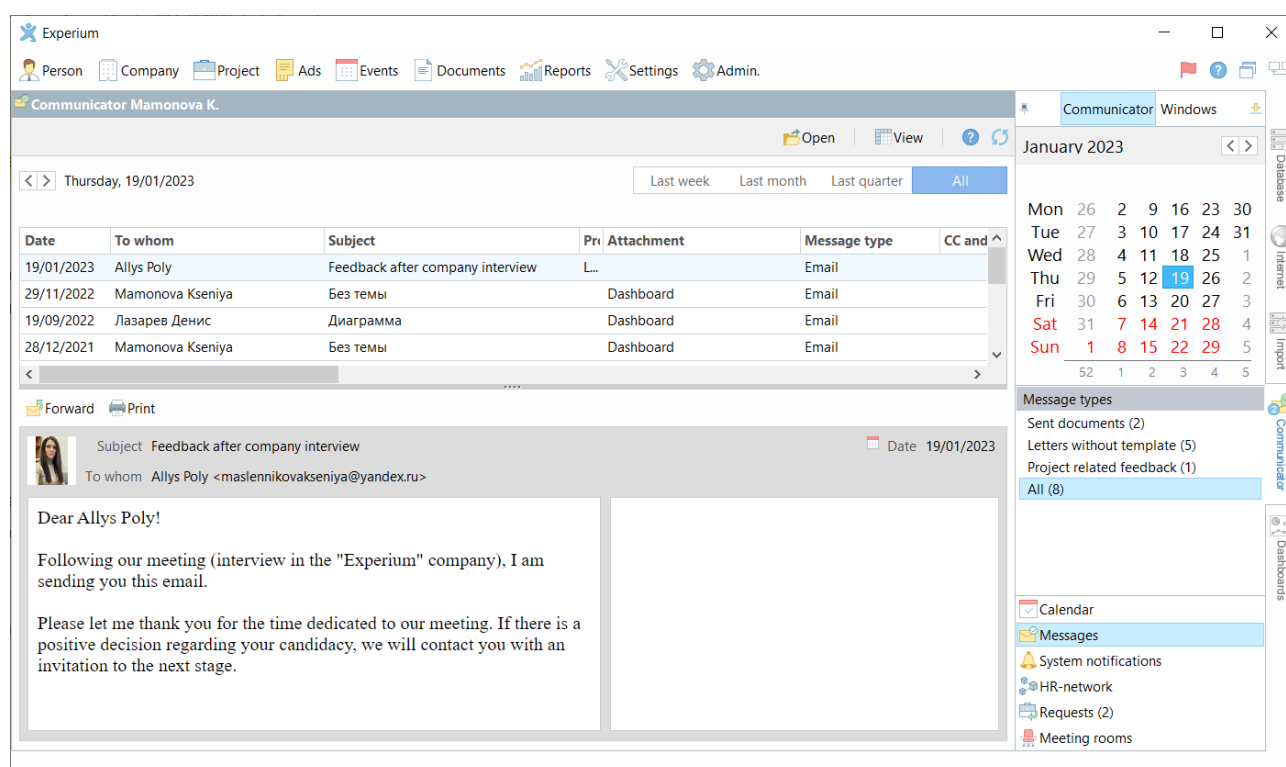 Experium
Person Company Project Ads Events Documents Reports Settings Admin.
Communicator Mamonova K.
Open View
Thursday, 19/01/2023 Last week Last month Last quarter All
Date To whom Subject Pri Attachment Message type CC and
19/01/2023 Allys Poly Feedback after company interview L... Email
29/11/2022 Mamonova Kseniya Без темы Dashboard Email
19/09/2022 Лазарев Денис Диаграмма Dashboard Email
28/12/2021 Mamonova Kseniya Без темы Dashboard Email
Forward Print
Subject Feedback after company interview Date 19/01/2023
To whom Allys Poly <maslennikovakseniya@yandex.ru>
Dear Allys Poly!
Following our meeting (interview in the "Experium" company), I am
sending you this email.
Please let me thank you for the time dedicated to our meeting. If there is a
positive decision regarding your candidacy, we will contact you with an
invitation to the next stage.
Communicator Windows
January 2023
Mon 26 2 9 16 23 30
Tue 27 3 10 17 24 31
Wed 28 4 11 18 25 1
Thu 29 5 12 19 26 2
Fri 30 6 13 20 27 3
Sat 31 7 14 21 28 4
Sun 1 8 15 22 29 5
52 1 2 3 4 5
Message types
Sent documents (2)
Letters without template (5)
Project related feedback (1)
All (8)
Calendar
Messages
System notifications
HR-network
Requests (2)
Meeting rooms
Database
Internet
Import
2
Communicator
Dashboards